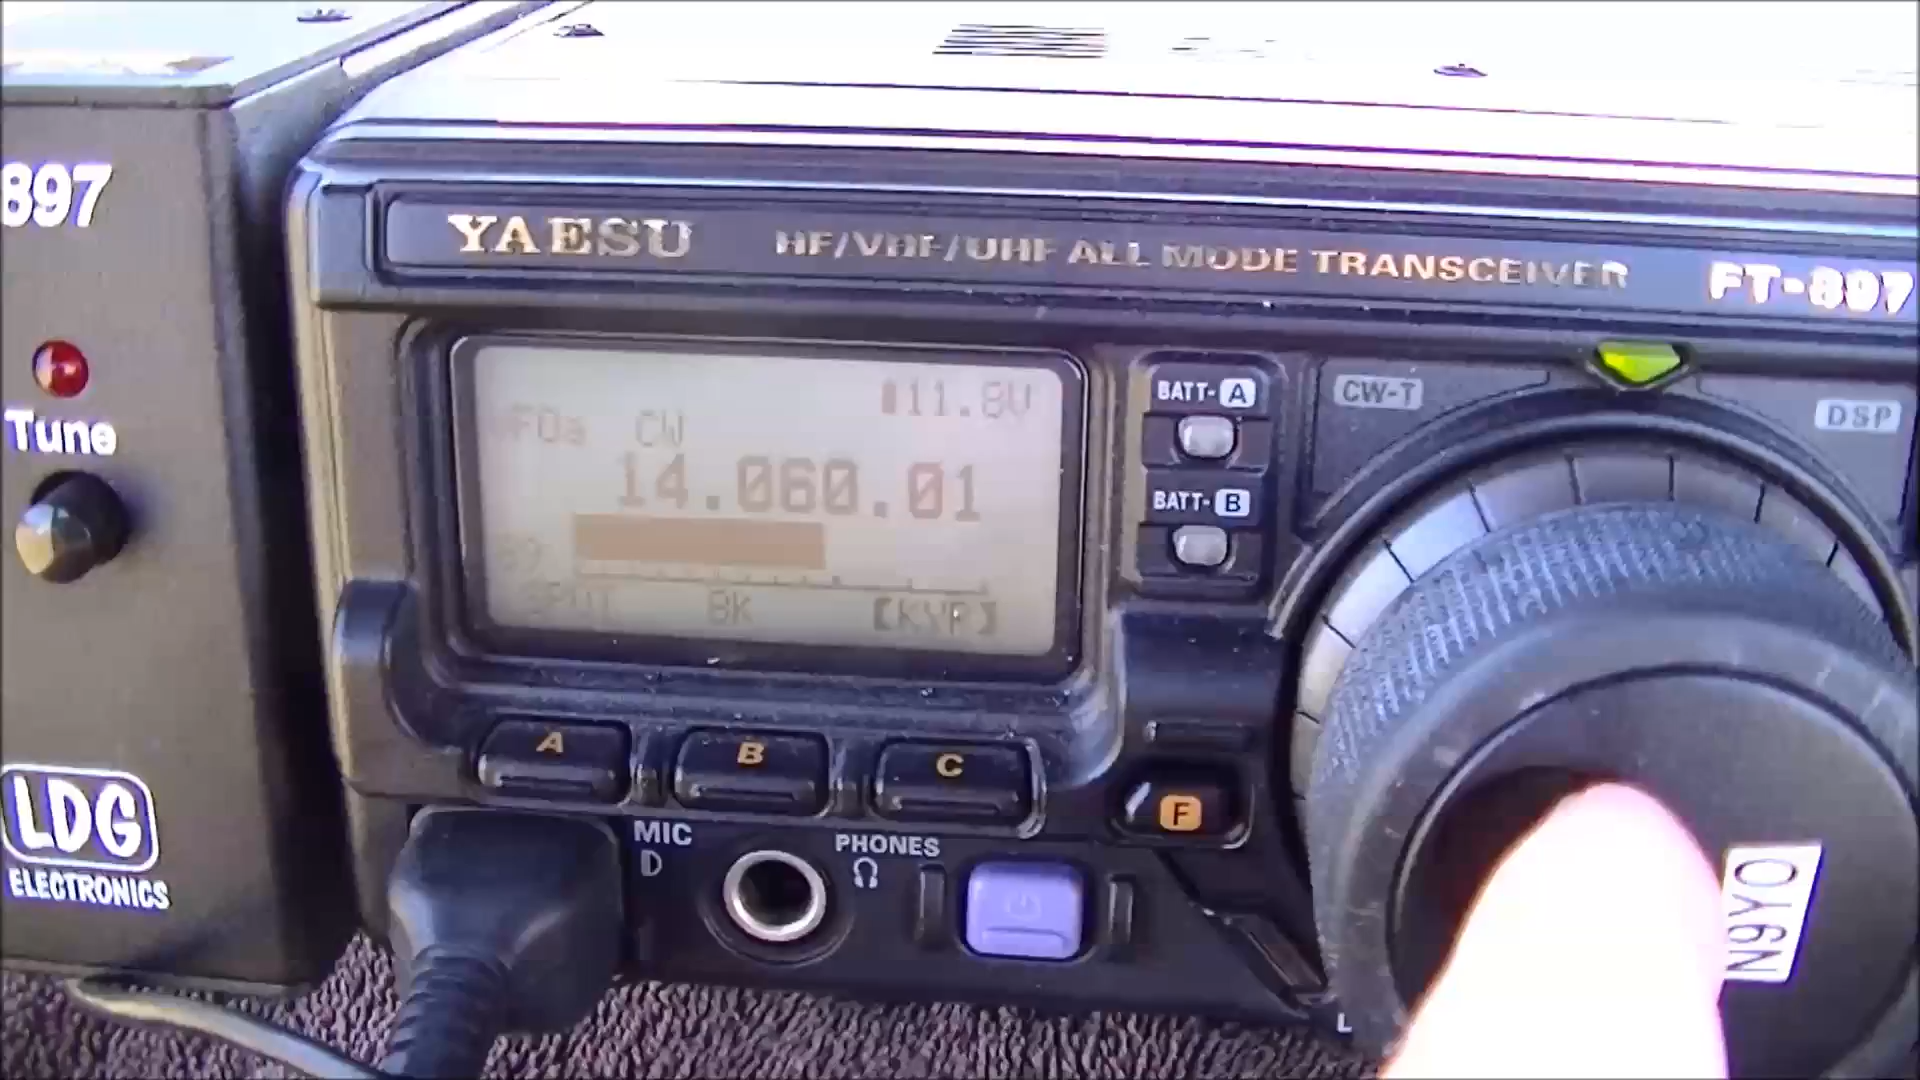 897
Tune
LDG
ELECTRONICS
YAESU HF/VHF/UHF ALL MODE TRANSCEIVER FT-897
11.8V
VFOa CW
14.060.01
BK
BATT-A
BATT-B
CW-T
DSP
A B C
F
MIC
PHONES
L
N9YO